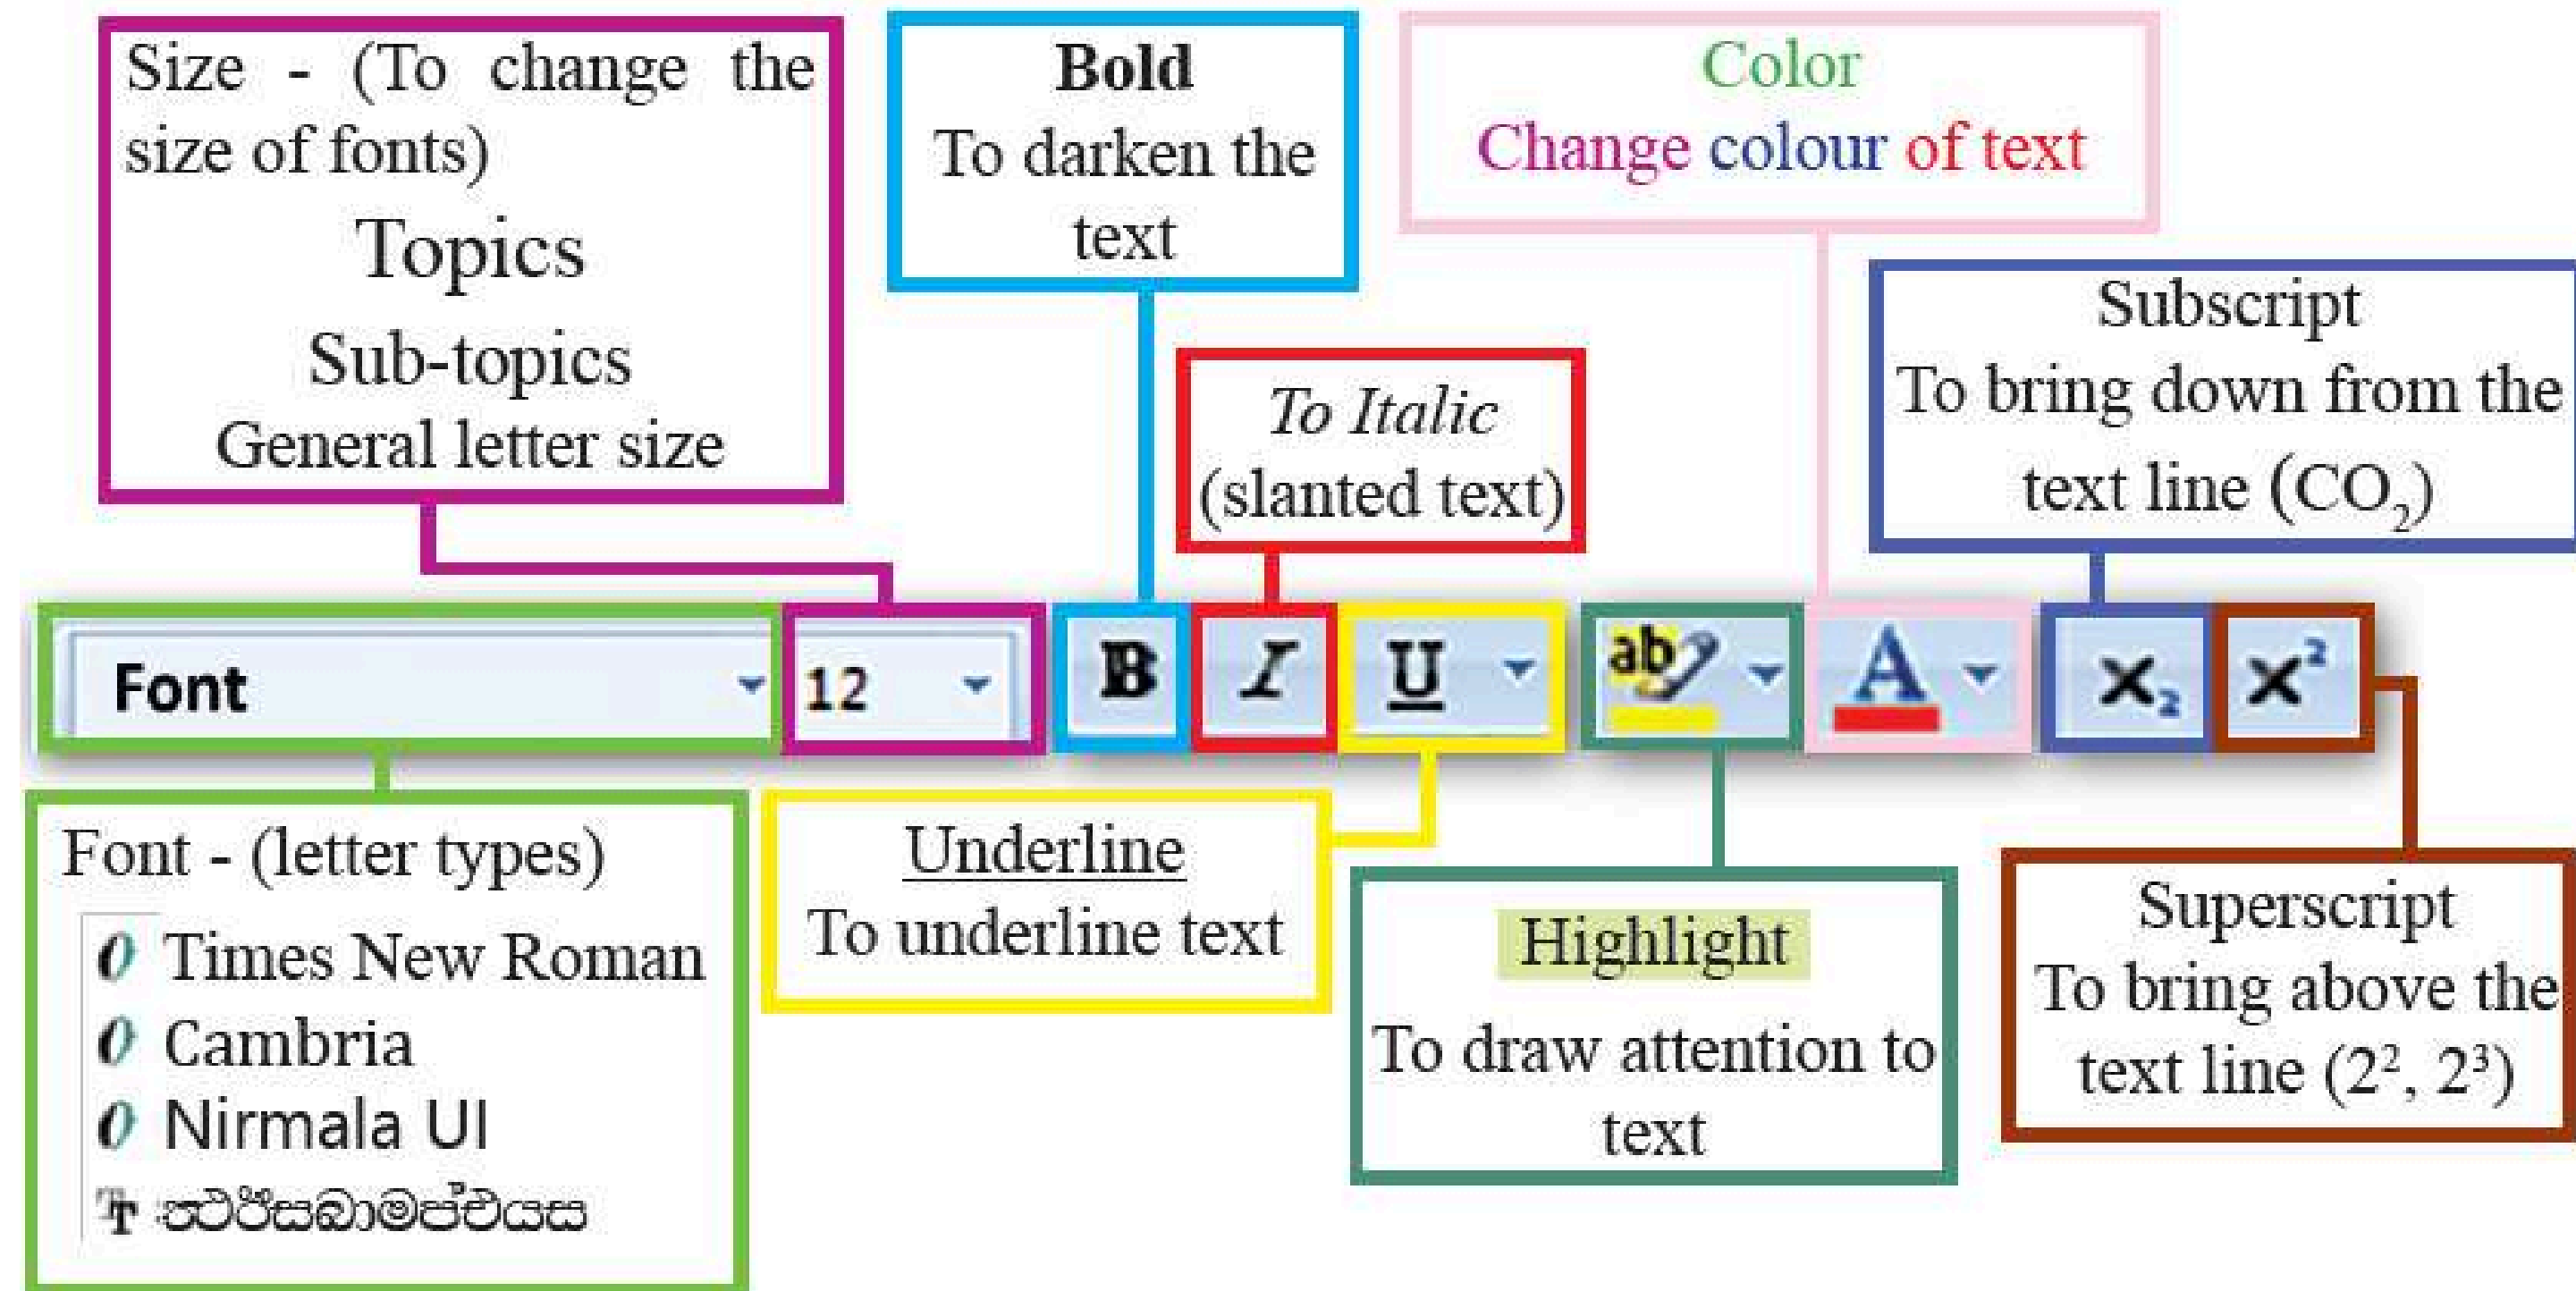 Size - (To change the
size of fonts)
Topics
Sub-topics
General letter size
Bold
To darken the
text
Color
Change colour of text
To Italic
(slanted text)
Subscript
To bring down from the
text line (CO₂)
Font
12
B
I
U
ab
A
x₂
x²
Font - (letter types)
Times New Roman
Cambria
Nirmala UI
Underline
To underline text
Highlight
To draw attention to
text
Superscript
To bring above the
text line (2², 2³)